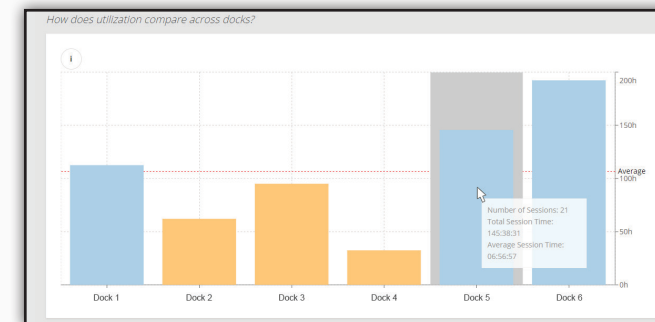 How does utilization compare across docks?
i
200h
150h
Average
100h
50h
0h
Number of Sessions: 21
Total Session Time:
145:38:31
Average Session Time:
06:56:57
Dock 1 Dock 2 Dock 3 Dock 4 Dock 5 Dock 6